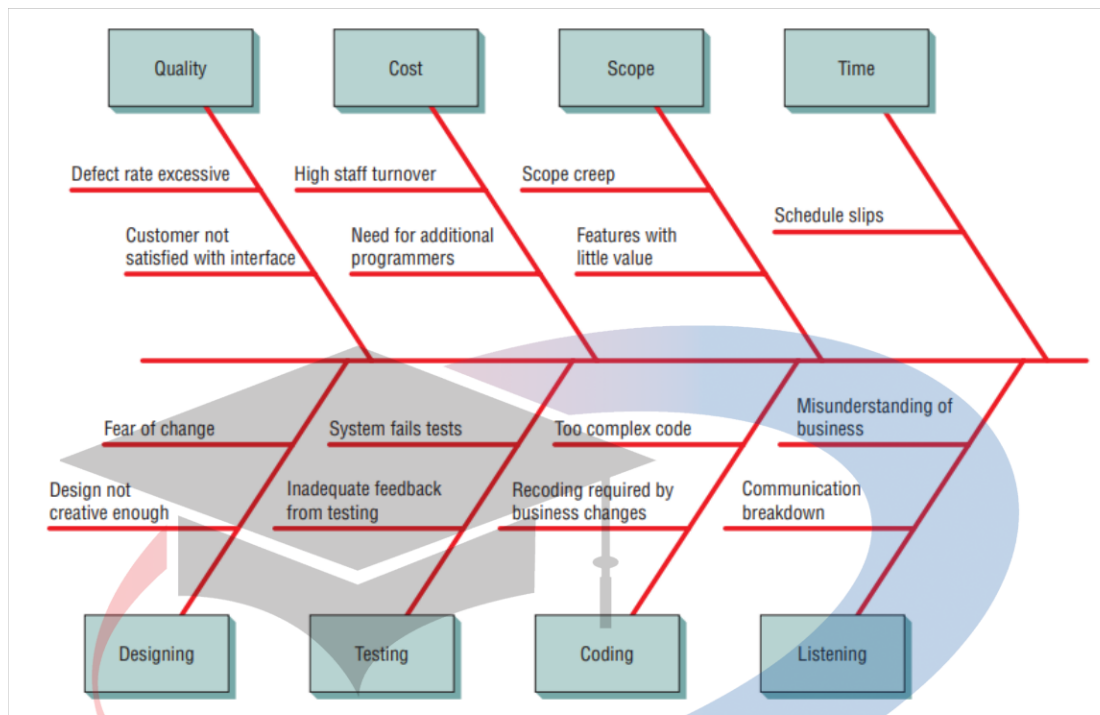 Quality
Cost
Scope
Time
Defect rate excessive
High staff turnover
Scope creep
Schedule slips
Customer not
satisfied with interface
Need for additional
programmers
Features with
little value
Fear of change
System fails tests
Too complex code
Misunderstanding of
business
Design not
creative enough
Inadequate feedback
from testing
Recoding required by
business changes
Communication
breakdown
Designing
Testing
Coding
Listening